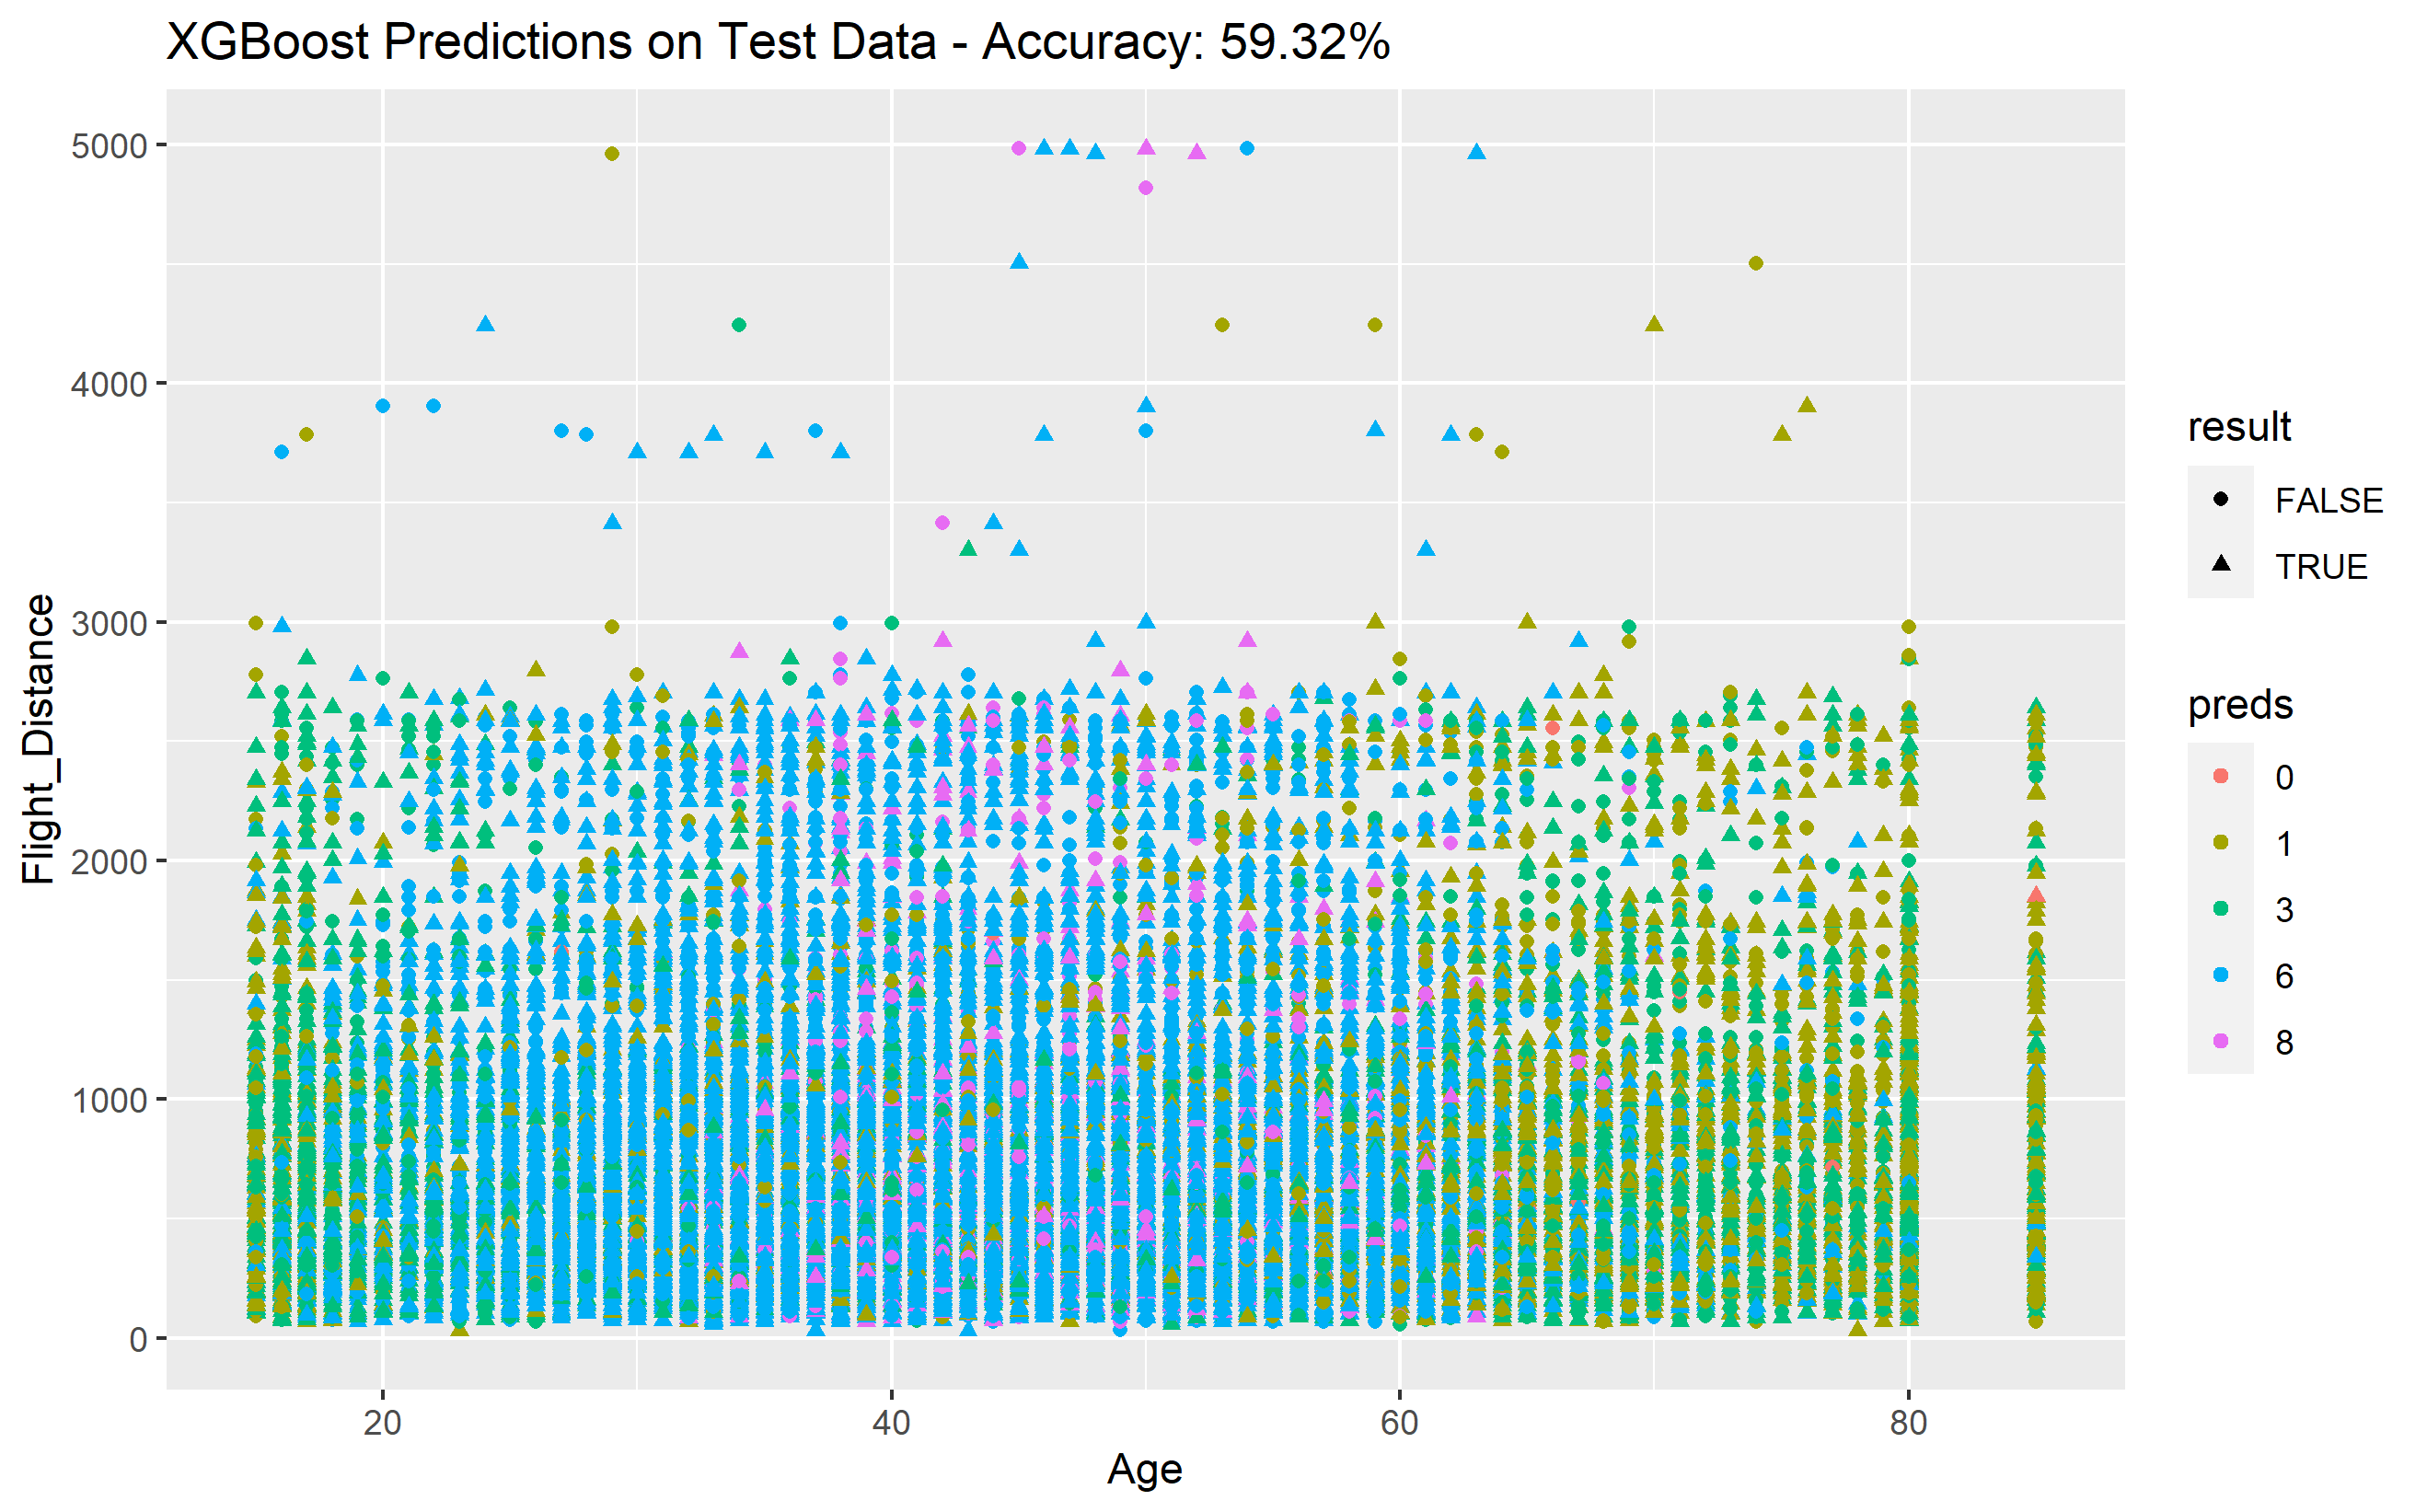 XGBoost Predictions on Test Data - Accuracy: 59.32%
Flight_Distance
5000
4000
3000
2000
1000
0
20
40
60
80
Age
result
FALSE
TRUE
preds
0
1
3
6
8